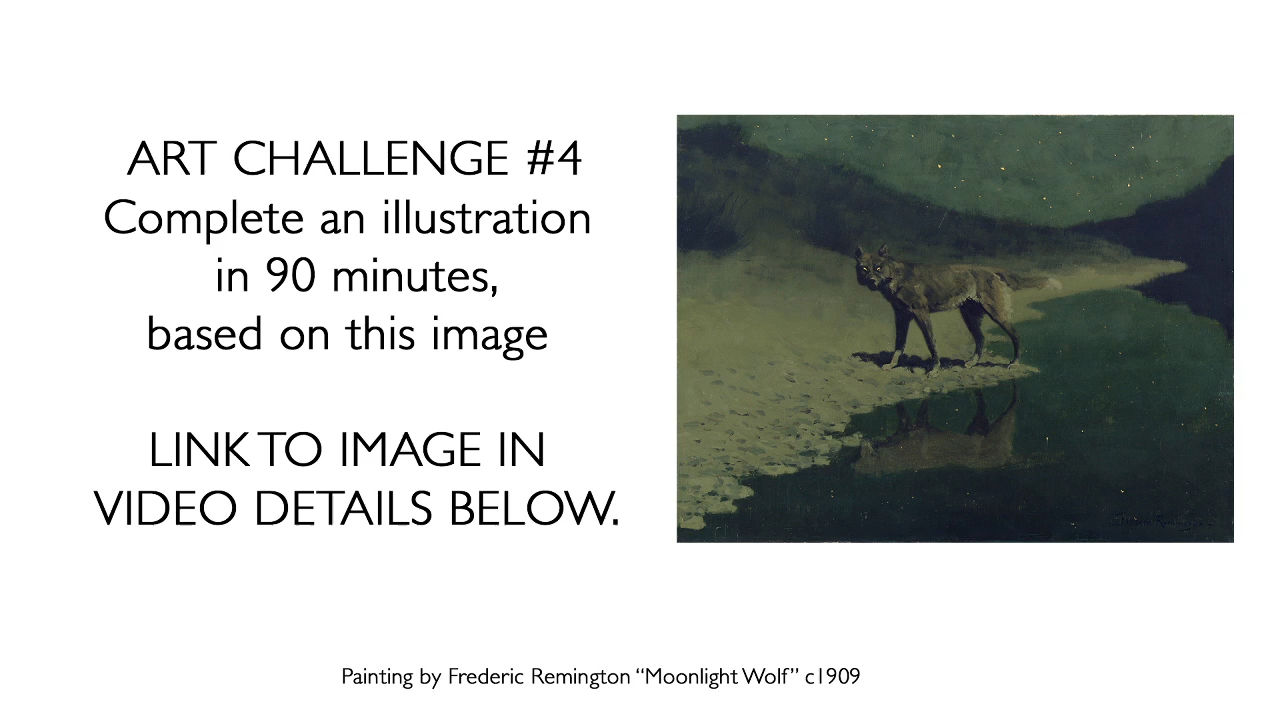 ART CHALLENGE #4
Complete an illustration
in 90 minutes,
based on this image
LINK TO IMAGE IN
VIDEO DETAILS BELOW.
Painting by Frederic Remington “Moonlight Wolf” c1909